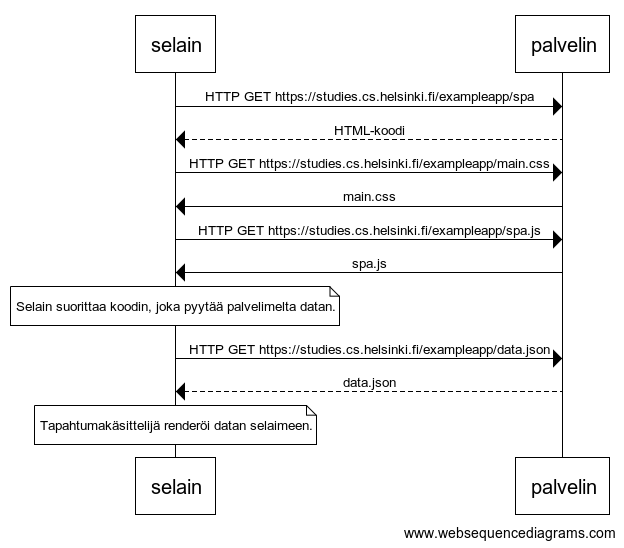 selain
palvelin
HTTP GET https://studies.cs.helsinki.fi/exampleapp/spa
HTML-koodi
HTTP GET https://studies.cs.helsinki.fi/exampleapp/main.css
main.css
HTTP GET https://studies.cs.helsinki.fi/exampleapp/spa.js
spa.js
Selain suorittaa koodin, joka pyytää palvelimelta datan.
HTTP GET https://studies.cs.helsinki.fi/exampleapp/data.json
data.json
Tapahtumakäsittelijä renderöi datan selaimeen.
selain
palvelin
www.websequencediagrams.com